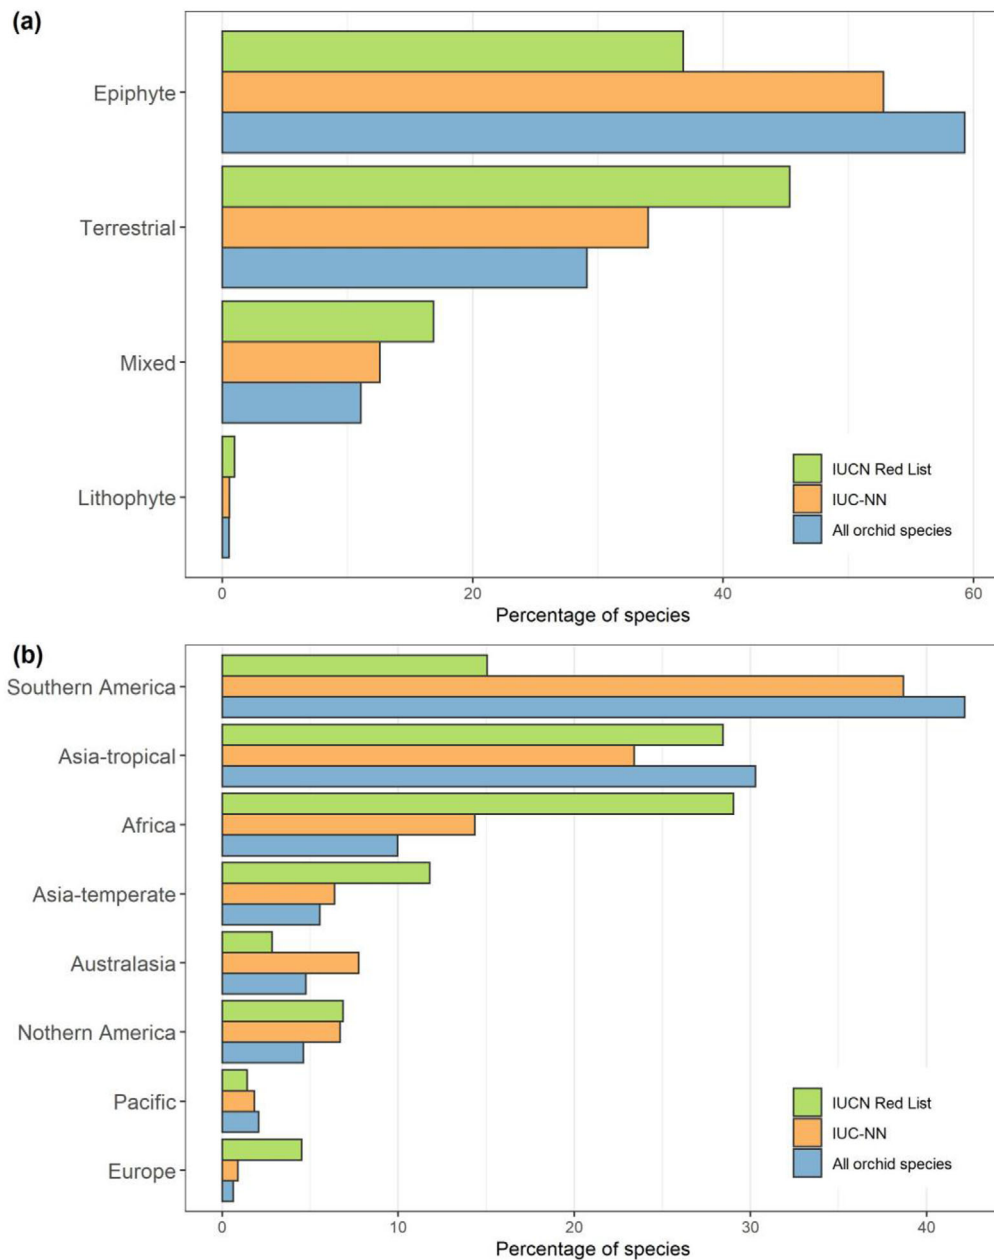 (a)
Epiphyte
Terrestrial
Mixed
Lithophyte
IUCN Red List
IUC-NN
All orchid species
0 20 40 60
Percentage of species
(b)
Southern America
Asia-tropical
Africa
Asia-temperate
Australasia
Nothern America
Pacific
Europe
IUCN Red List
IUC-NN
All orchid species
0 10 20 30 40
Percentage of species